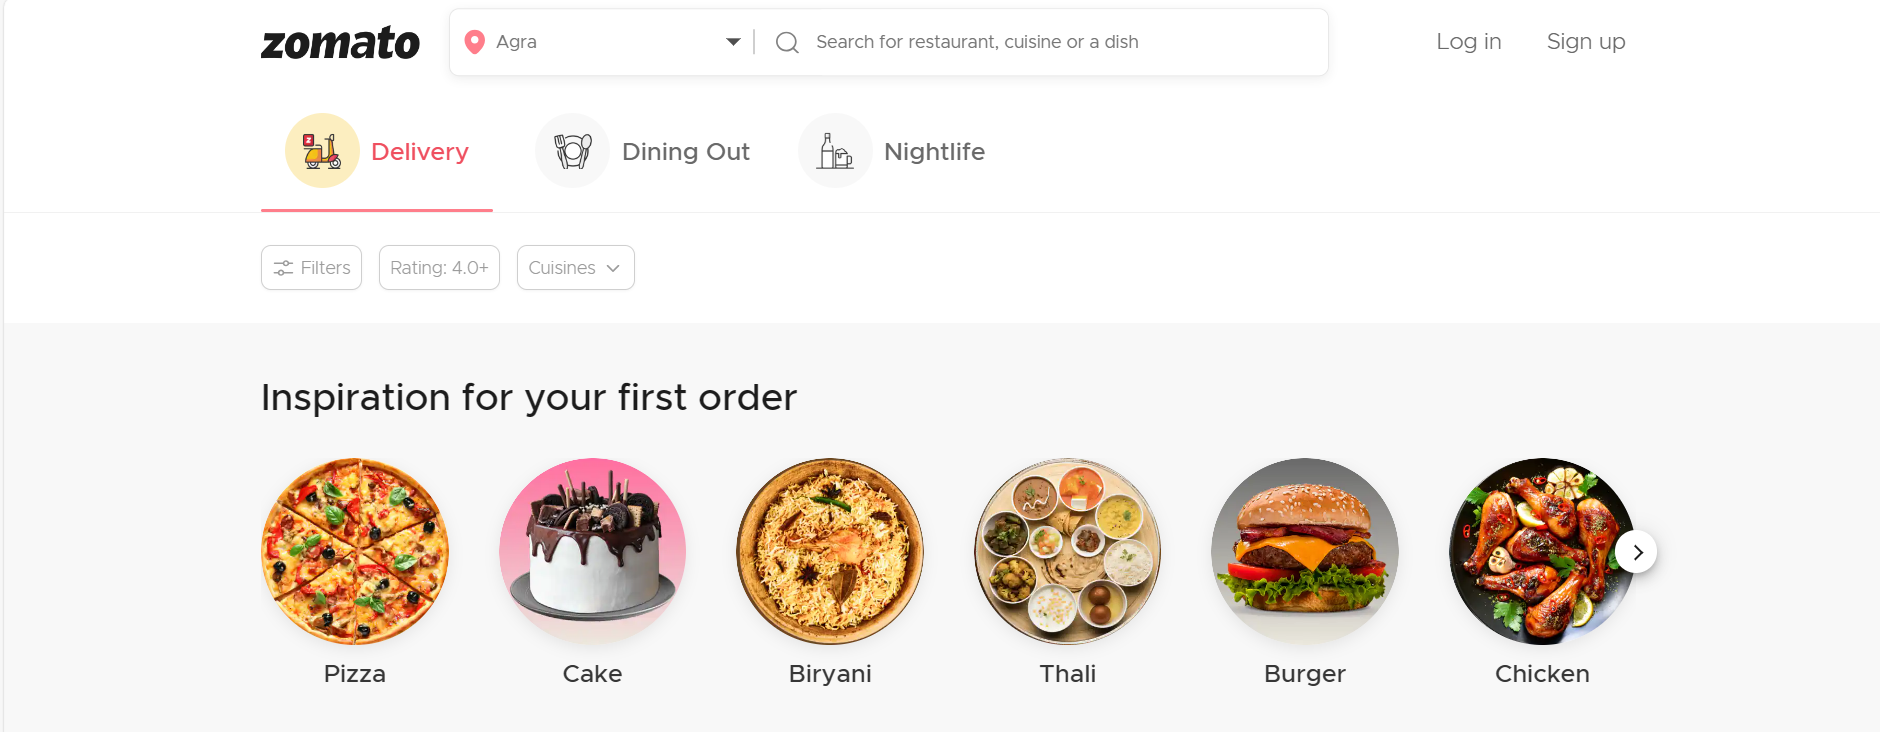 zomato
Agra
Search for restaurant, cuisine or a dish
Log in
Sign up
Delivery
Dining Out
Nightlife
Filters
Rating: 4.0+
Cuisines
Inspiration for your first order
Pizza
Cake
Biryani
Thali
Burger
Chicken